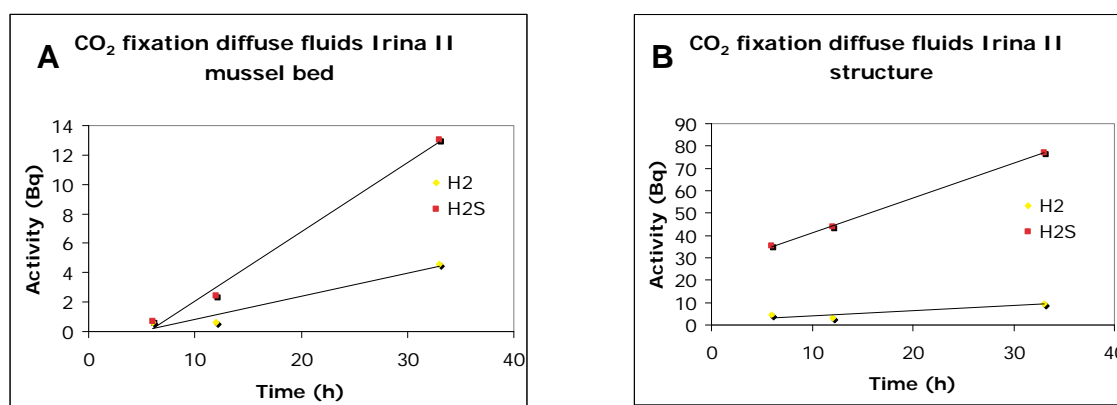 A
CO₂ fixation diffuse fluids Irina II
mussel bed
Activity (Bq)
14
12
10
8
6
4
2
0
0 10 20 30 40
Time (h)
H2
H2S
B
CO₂ fixation diffuse fluids Irina II
structure
Activity (Bq)
90
80
70
60
50
40
30
20
10
0
0 10 20 30 40
Time (h)
H2
H2S